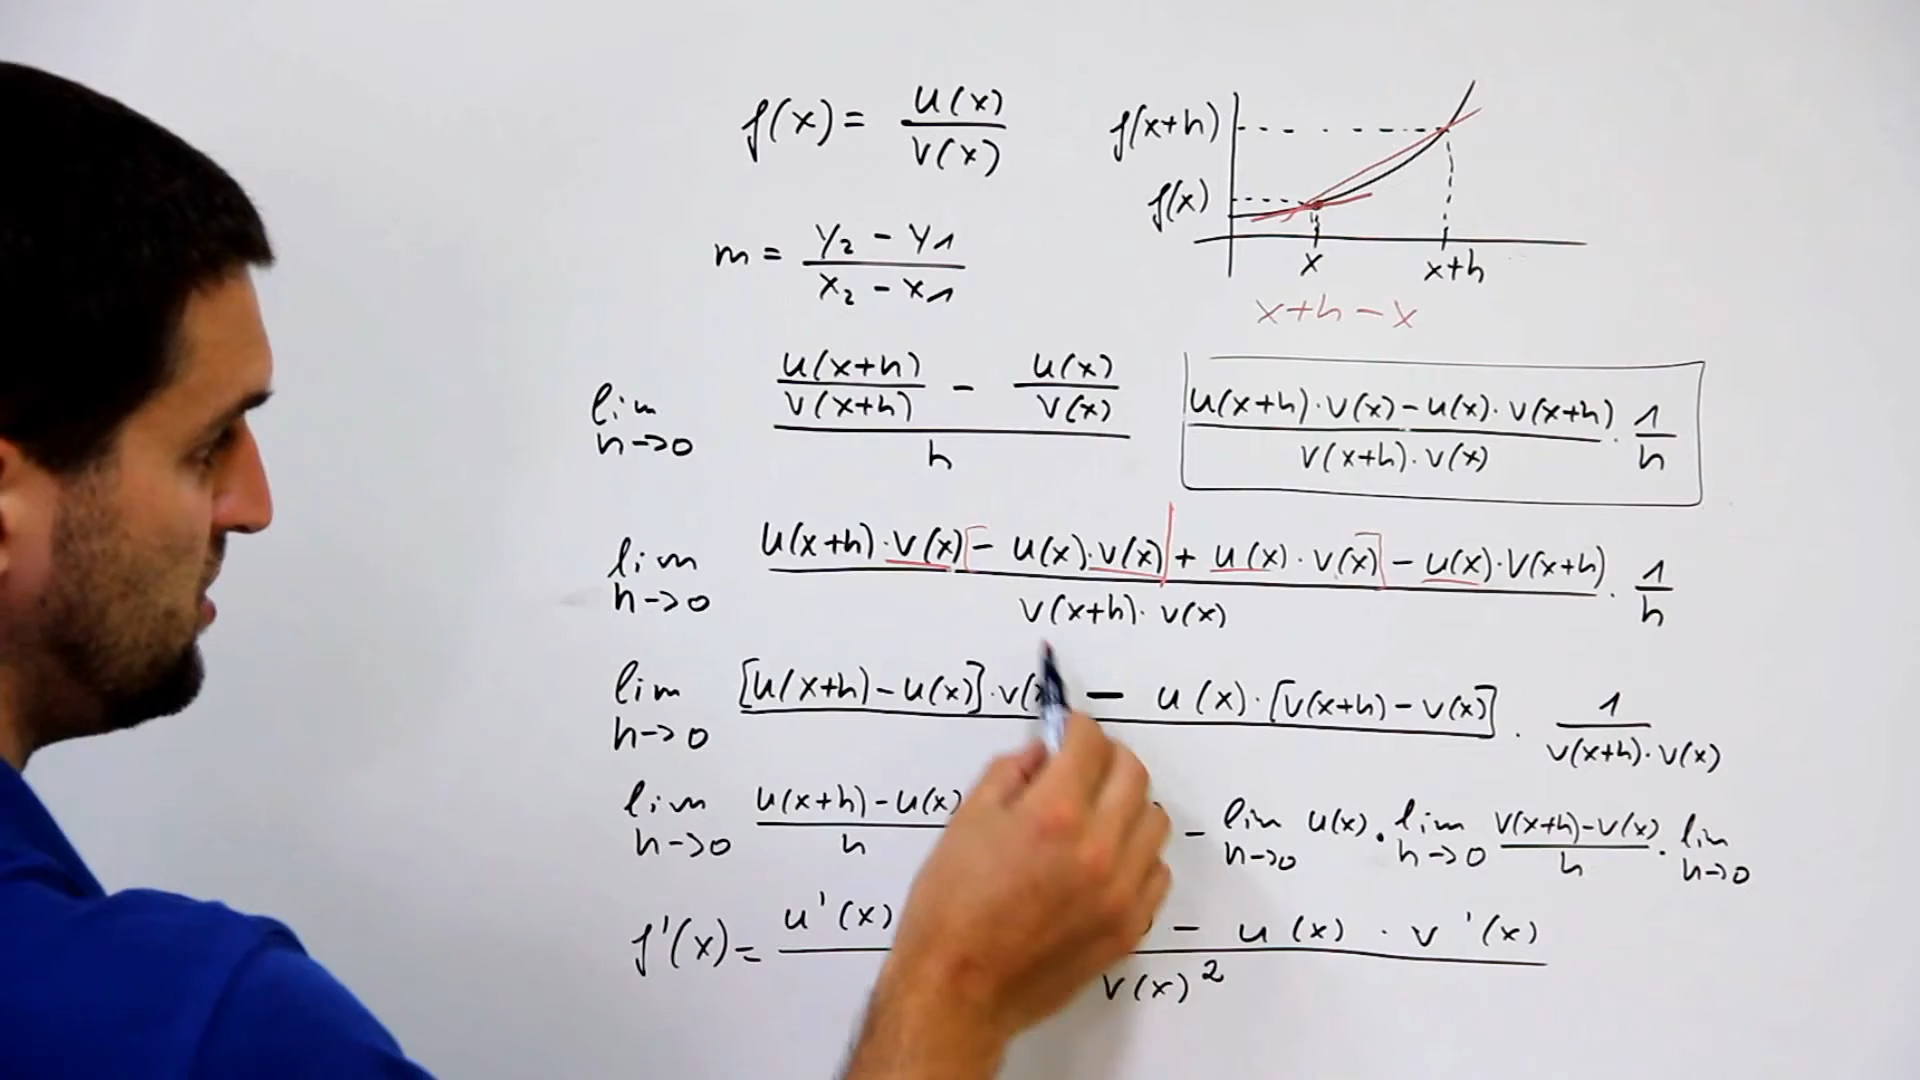 f(x) = u(x) / v(x)
f(x+h)
f(x)
x x+h
x+h-x
m = y2 - y1 / x2 - x1
lim h->0 u(x+h) / v(x+h) - u(x) / v(x) / h
u(x+h)·v(x)-u(x)·v(x+h) / v(x+h)·v(x) · 1/h
lim h->0 u(x+h)·v(x) - u(x)·v(x) + u(x)·v(x) - u(x)·v(x+h) / v(x+h)·v(x) · 1/h
lim h->0 [u(x+h)-u(x)]·v(x - u(x)·[v(x+h)-v(x)] · 1 / v(x+h)·v(x)
lim h->0 u(x+h)-u(x) / h ) - lim h->0 u(x)·lim h->0 v(x+h)-v(x) / h · lim h->0
f'(x)= u'(x) ) - u(x) · v'(x) / v(x)²